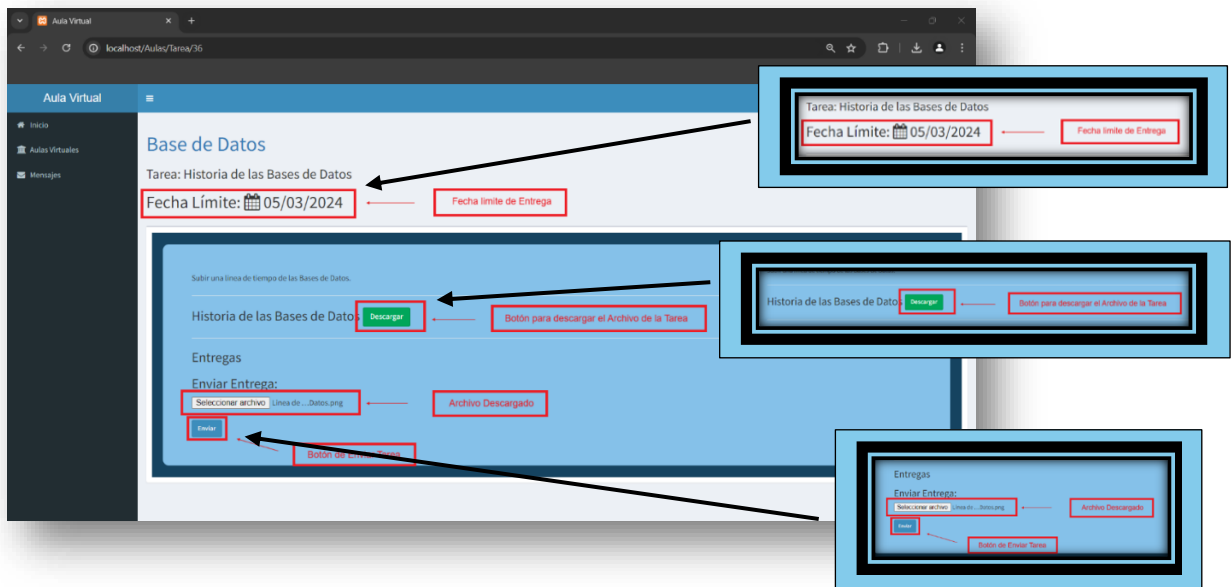 Aula Virtual
localhost/Aulas/Tarea/36
Aula Virtual
Inicio
Aulas Virtuales
Mensajes
Base de Datos
Tarea: Historia de las Bases de Datos
Fecha Límite: 05/03/2024
Fecha limite de Entrega
Subir una línea de tiempo de las Bases de Datos.
Historia de las Bases de Datos Descargar
Botón para descargar el Archivo de la Tarea
Entregas
Enviar Entrega:
Seleccionar archivo Linea de ...Datos.png
Archivo Descargado
Enviar
Botón de Enviar Tarea
Tarea: Historia de las Bases de Datos
Fecha Límite: 05/03/2024
Fecha limite de Entrega
Historia de las Bases de Datos Descargar
Botón para descargar el Archivo de la Tarea
Entregas
Enviar Entrega:
Seleccionar archivo Linea de ...Datos.png
Archivo Descargado
Enviar
Botón de Enviar Tarea